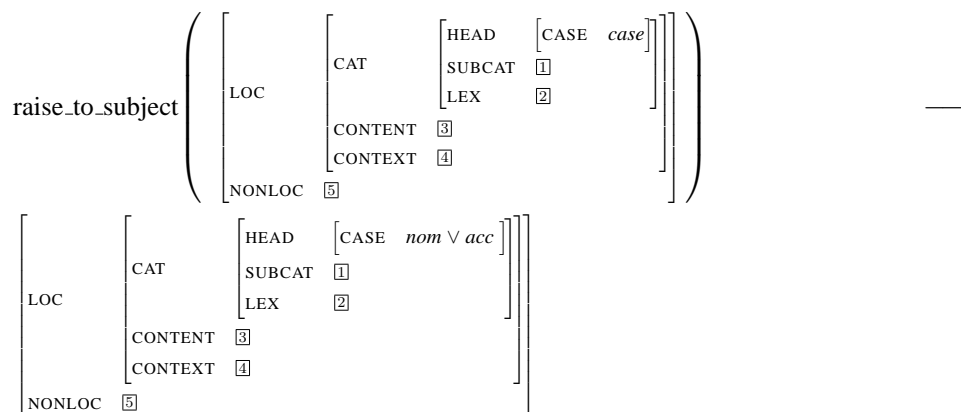 HEAD [CASE case]
CAT SUBCAT 1
raise_to_subject LOC LEX 2
CONTENT 3
CONTEXT 4
NONLOC 5
HEAD [CASE nom ∨ acc]
CAT SUBCAT 1
LOC LEX 2
CONTENT 3
CONTEXT 4
NONLOC 5